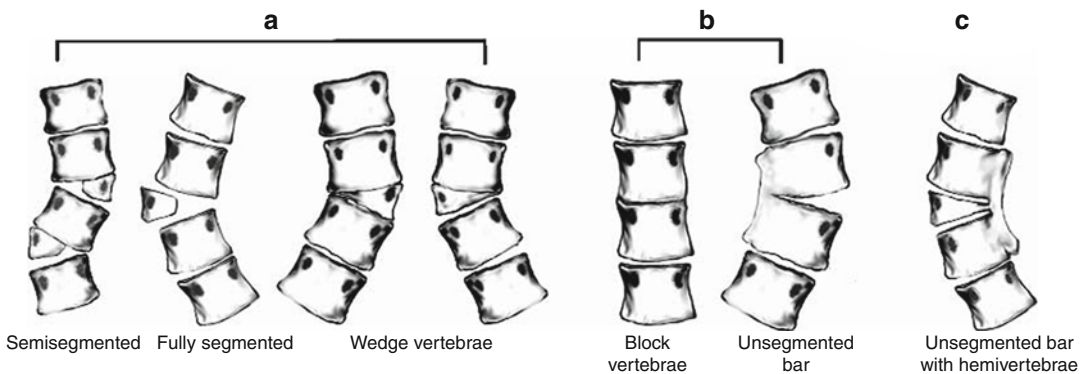 a
b
c
Semisegmented
Fully segmented
Wedge vertebrae
Block
vertebrae
Unsegmented
bar
Unsegmented bar
with hemivertebrae